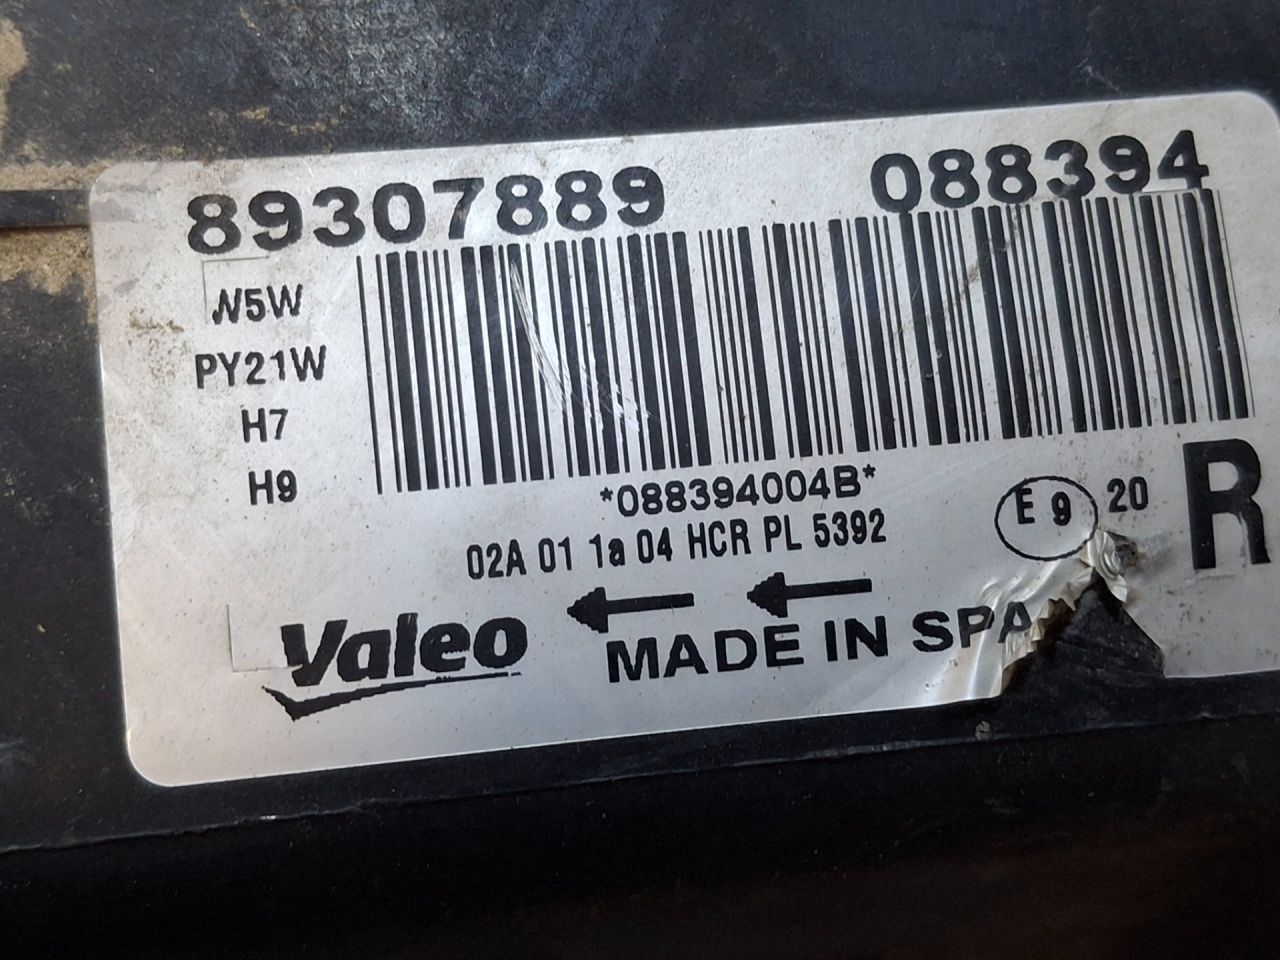 89307889 088394
W5W
PY21W
H7
H9
*088394004B*
02A 01 1a 04 HCR PL 5392
E 9 20
R
Valeo
MADE IN SPA